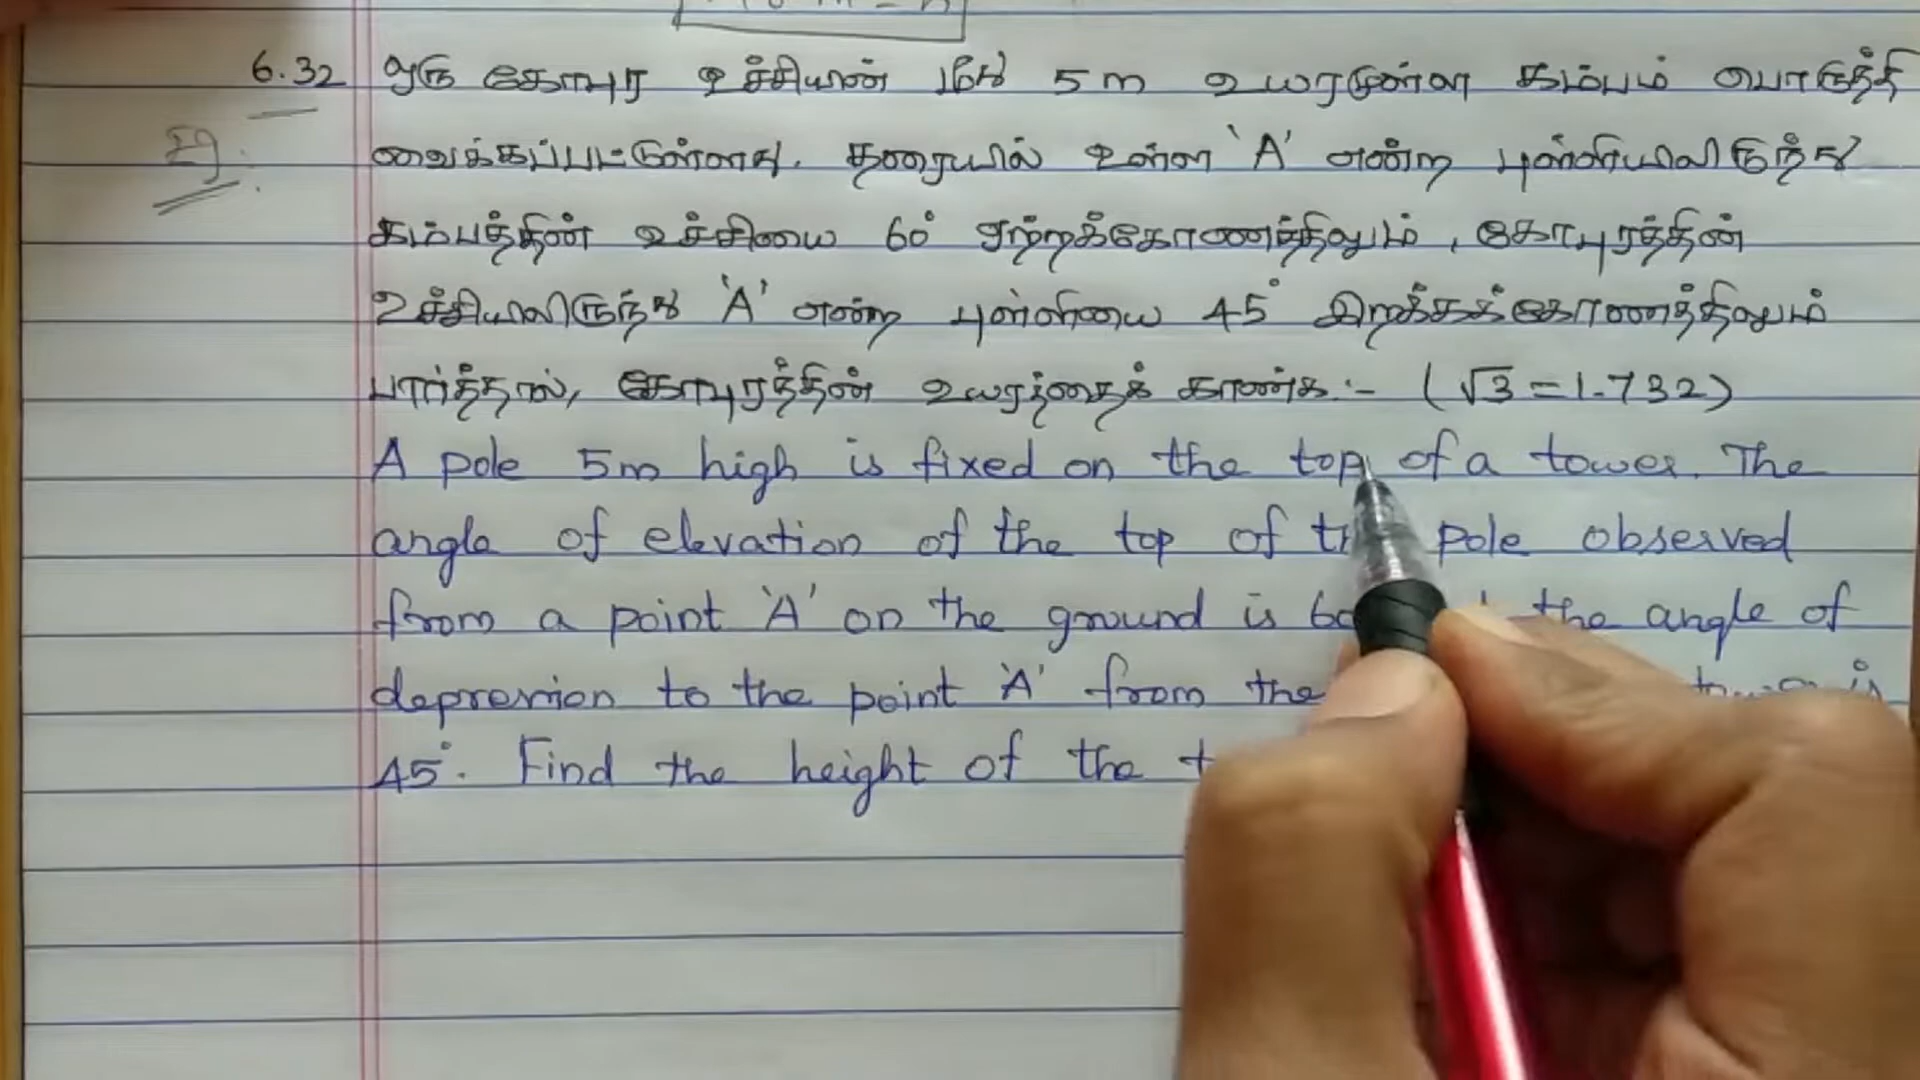 6.32 ஒரு கோபுர உச்சியின் மீது 5 m உயரமுள்ள கம்பம் பொருத்தி
வைக்கப்பட்டுள்ளது. தரையில் உள்ள 'A' என்ற புள்ளியிலிருந்து
கம்பத்தின் உச்சியை 60° ஏற்றக்கோணத்திலும், கோபுரத்தின்
உச்சியிலிருந்து 'A' என்ற புள்ளியை 45° இறக்கக்கோணத்திலும்
பார்த்தால், கோபுரத்தின் உயரத்தைக் காண்க:- (√3 = 1.732)
A pole 5m high is fixed on the top of a tower. The
angle of elevation of the top of pole observed
from a point 'A' on the ground is the angle of
depression to the point 'A' from the is
45°. Find the height of the